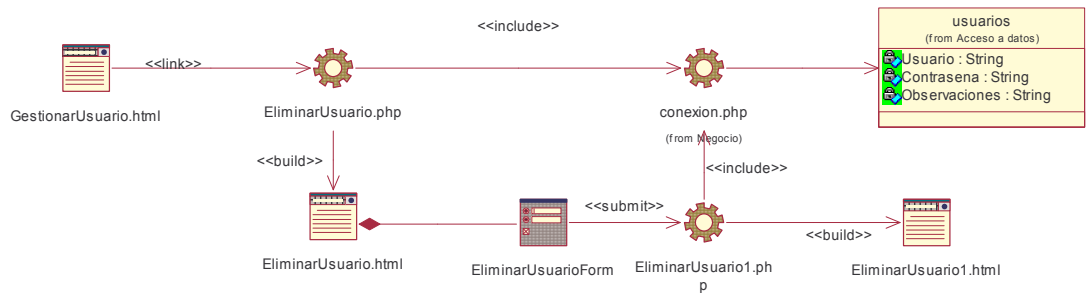 <<include>>
usuarios
(from Acceso a datos)
Usuario : String
Contrasena : String
Observaciones : String
<<link>>
GestionarUsuario.html
EliminarUsuario.php
conexion.php
(from Negocio)
<<build>>
<<include>>
<<submit>>
<<build>>
EliminarUsuario.html
EliminarUsuarioForm
EliminarUsuario1.ph
p
EliminarUsuario1.html